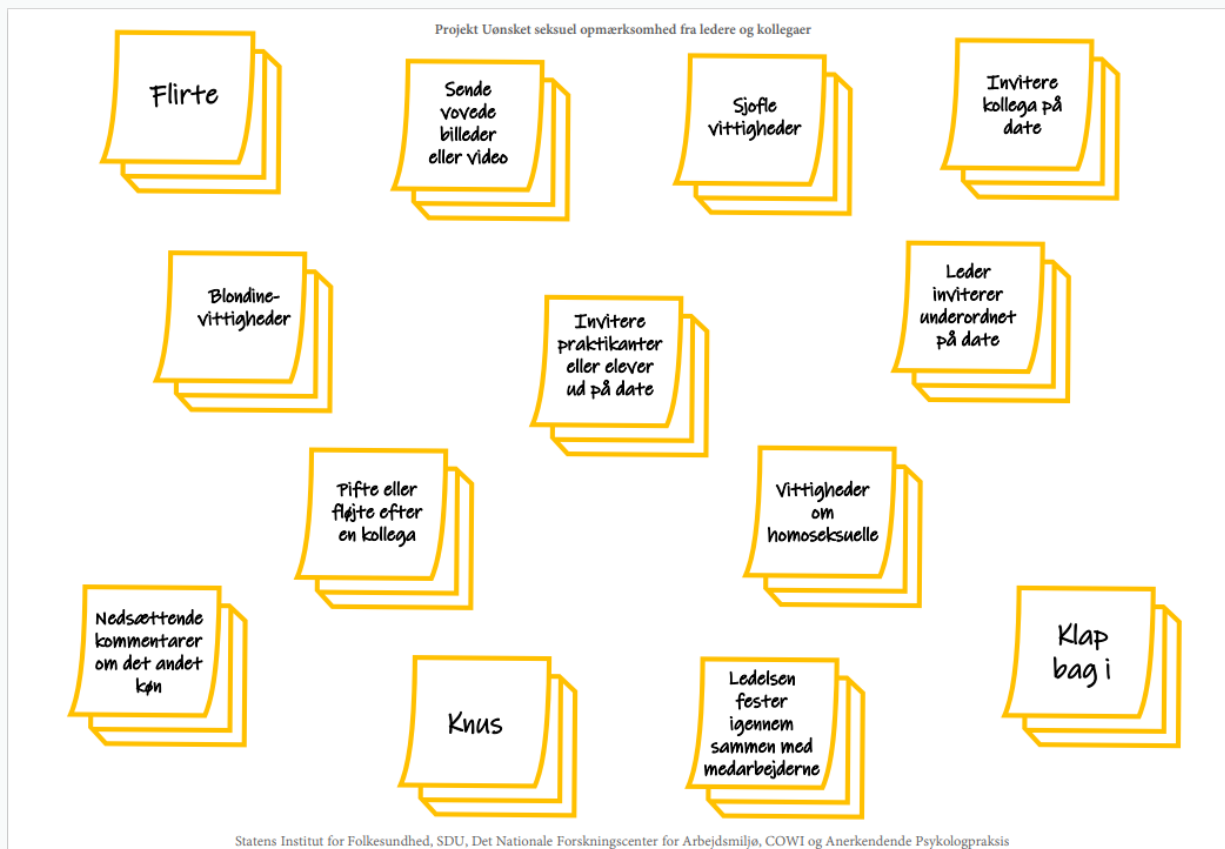 Projekt Uønsket seksuel opmærksomhed fra ledere og kollegaer
Flirte
Sende
vovede
billeder
eller video
Sjofle
vittigheder
Invitere
kollega på
date
Blondine-
vittigheder
Invitere
praktikanter
eller elever
ud på date
Leder
inviterer
underordnet
på date
Pifte eller
fløjte efter
en kollega
Vittigheder
om
homoseksuelle
Nedsættende
kommentarer
om det andet
køn
Knus
Ledelsen
fester
igennem
sammen med
medarbejderne
Klap
bag i
Statens Institut for Folkesundhed, SDU, Det Nationale Forskningscenter for Arbejdsmiljø, COWI og Anerkendende Psykologpraksis